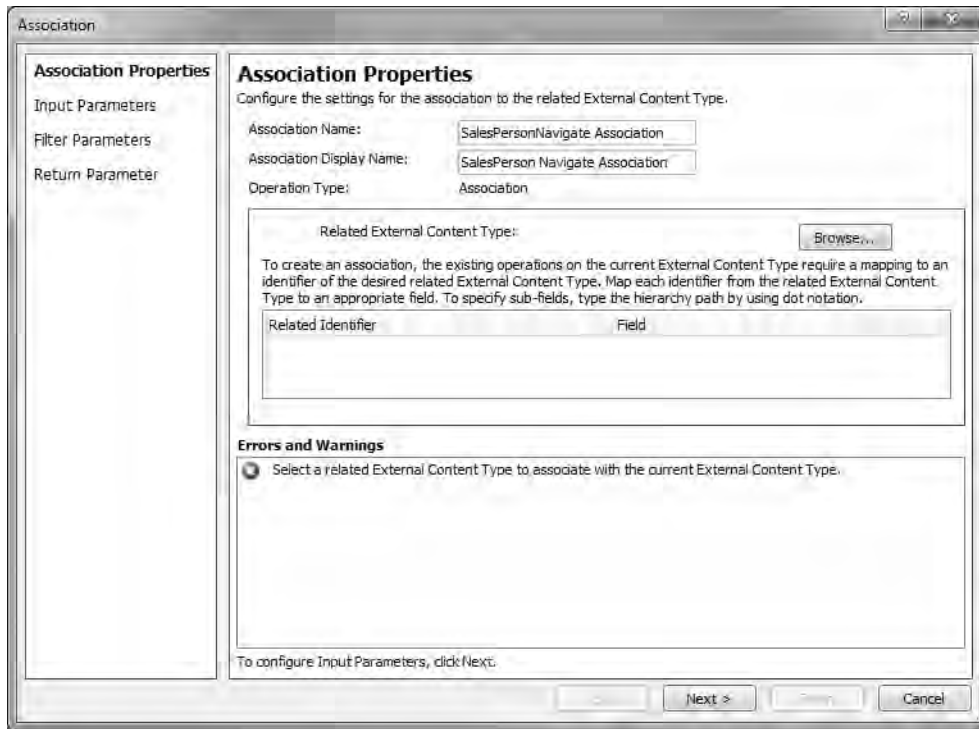 Association
Association Properties
Input Parameters
Filter Parameters
Return Parameter
Association Properties
Configure the settings for the association to the related External Content Type.
Association Name:
SalesPersonNavigate Association
Association Display Name:
SalesPerson Navigate Association
Operation Type:
Association
Related External Content Type:
Browse...
To create an association, the existing operations on the current External Content Type require a mapping to an
identifier of the desired related External Content Type. Map each identifier from the related External Content
Type to an appropriate field. To specify sub-fields, type the hierarchy path by using dot notation.
Related Identifier Field
Errors and Warnings
Select a related External Content Type to associate with the current External Content Type.
To configure Input Parameters, click Next.
Next >
Cancel